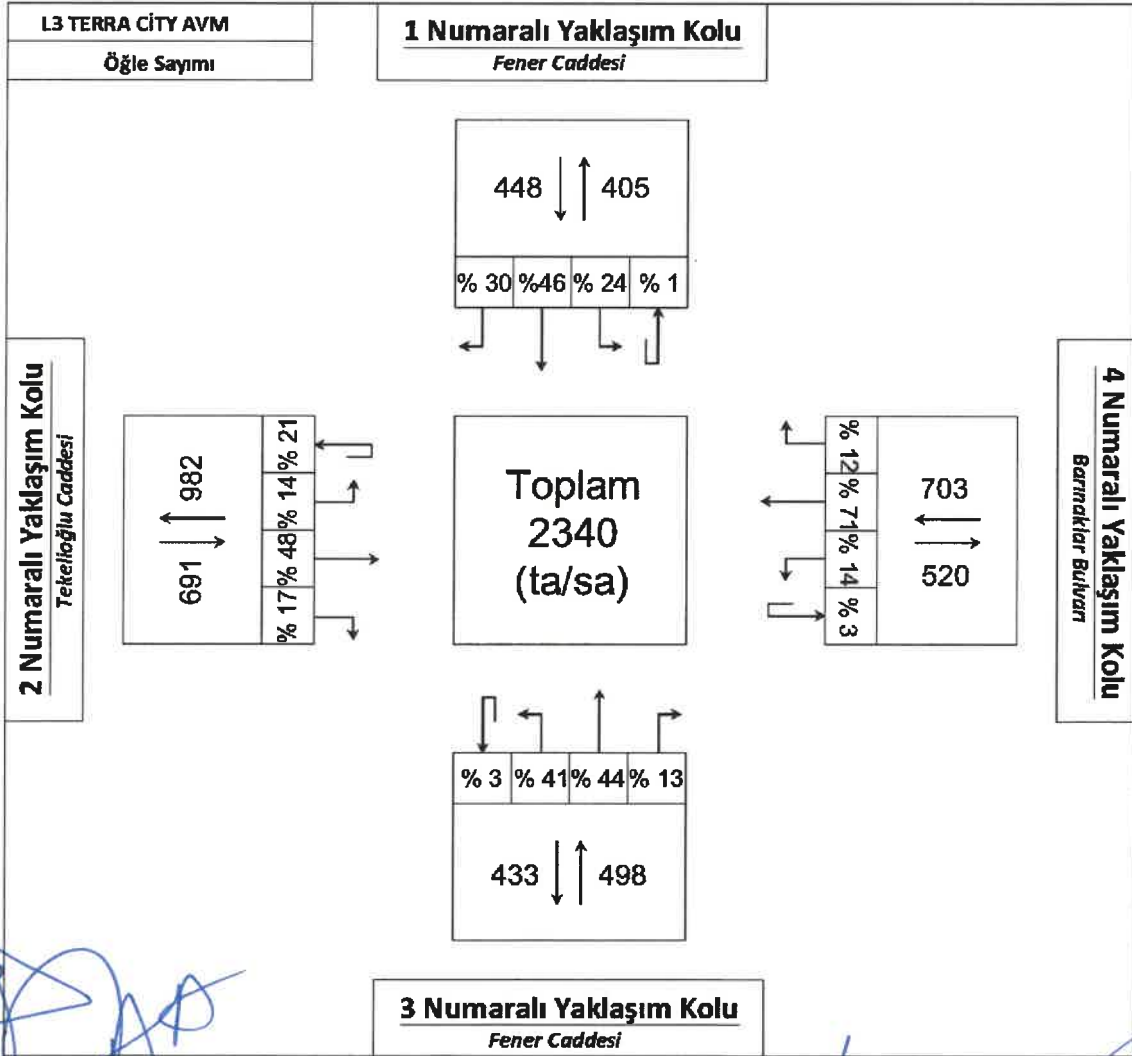 L3 TERRA CİTY AVM
Öğle Sayımı
1 Numaralı Yaklaşım Kolu
Fener Caddesi
448 405
% 30 %46 % 24 % 1
2 Numaralı Yaklaşım Kolu
Tekelioğlu Caddesi
982
691
% 21
% 14
% 48
% 17
Toplam
2340
(ta/sa)
% 12
% 71
% 14
% 3
703
520
4 Numaralı Yaklaşım Kolu
Barınaklar Bulvarı
% 3 % 41 % 44 % 13
433 498
3 Numaralı Yaklaşım Kolu
Fener Caddesi